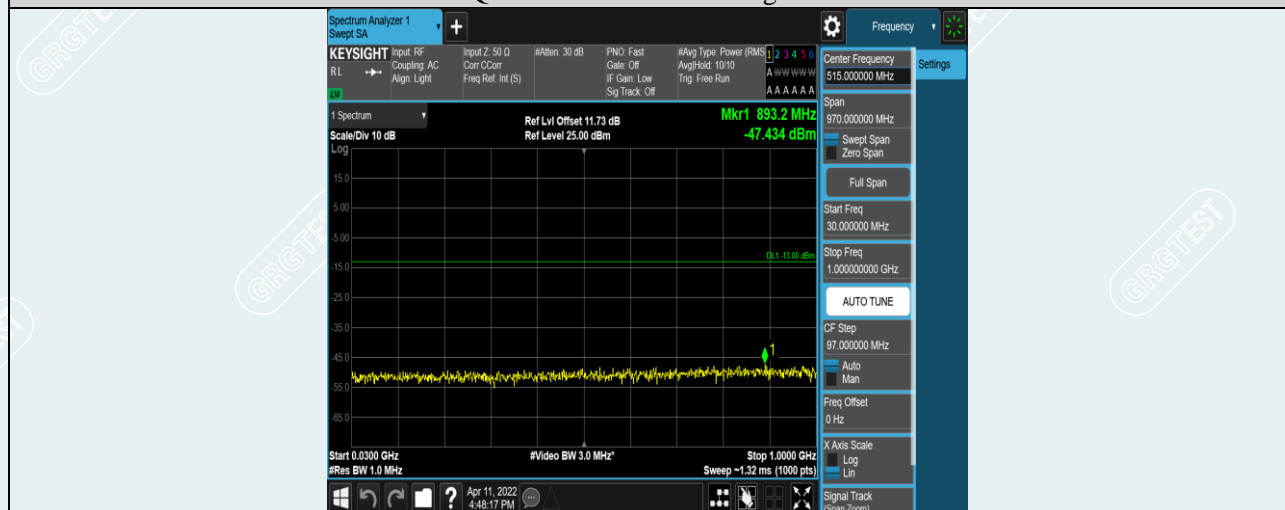 Spectrum Analyzer 1
Swept SA
+
Frequency
KEYSIGHT
RL
LXI
Input: RF
Coupling: AC
Align: Light
Input Z: 50 Ω
Corr CCorr
Freq Ref: Int (S)
#Atten: 30 dB
PNO: Fast
Gate: Off
IF Gain: Low
Sig Track: Off
#Avg Type: Power (RMS
Avg|Hold: 10/10
Trig: Free Run
1 2 3 4 5 6
A W W W W W
A A A A A A
Center Frequency
515.000000 MHz
Settings
Span
970.000000 MHz
Swept Span
Zero Span
Full Span
Start Freq
30.000000 MHz
Stop Freq
1.000000000 GHz
AUTO TUNE
CF Step
97.000000 MHz
Auto
Man
Freq Offset
0 Hz
X Axis Scale
Log
Lin
Signal Track
(Span Zoom)
1 Spectrum
Scale/Div 10 dB
Log
Ref Lvl Offset 11.73 dB
Ref Level 25.00 dBm
Mkr1 893.2 MHz
-47.434 dBm
15.0
5.00
-5.00
DL1 -13.00 dBm
-15.0
-25.0
-35.0
1
-45.0
-55.0
-65.0
Start 0.0300 GHz
#Res BW 1.0 MHz
#Video BW 3.0 MHz*
Stop 1.0000 GHz
Sweep ~1.32 ms (1000 pts)
?
Apr 11, 2022
4:48:17 PM
GRGTEST
GRGTEST
GRGTEST